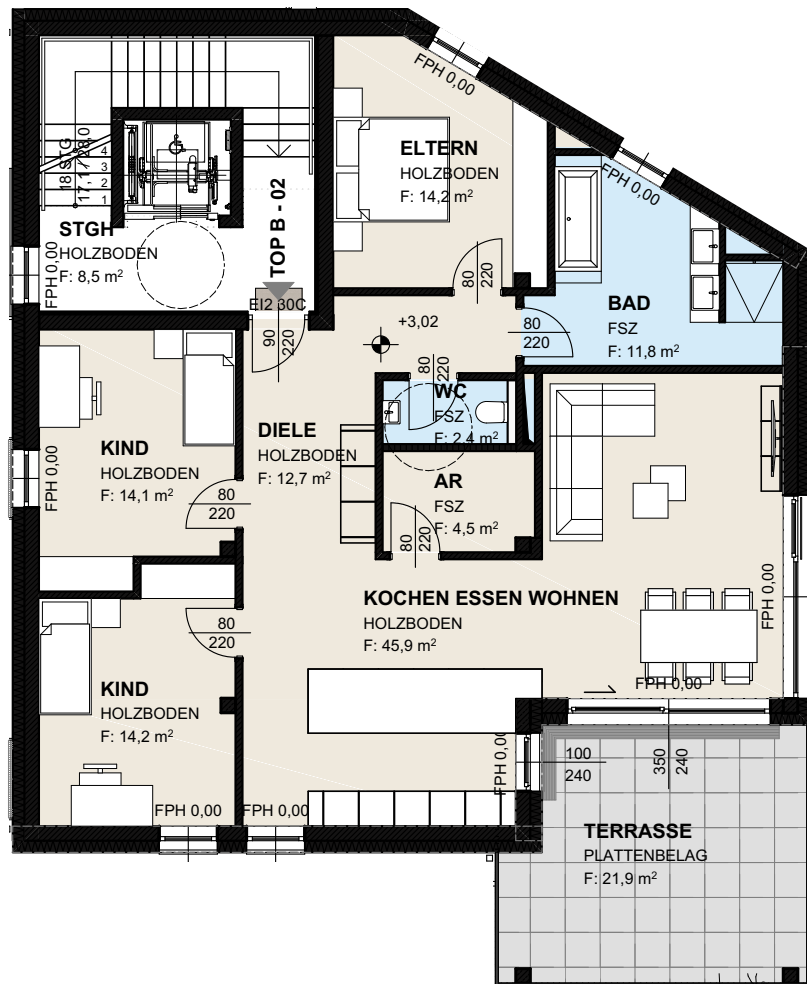 FPH 0,00
ELTERN
HOLZBODEN
F: 14,2 m²
18 STG
17,1 / 28,0
4
3
2
1
STGH
HOLZBODEN
F: 8,5 m²
FPH 0,00
TOP B - 02
EI2 30C
90
220
80
220
FPH 0,00
BAD
FSZ
F: 11,8 m²
80
220
+3,02
80
220
WC
FSZ
F: 2,4 m²
KIND
HOLZBODEN
F: 14,1 m²
FPH 0,00
80
220
DIELE
HOLZBODEN
F: 12,7 m²
AR
FSZ
F: 4,5 m²
80
220
KOCHEN ESSEN WOHNEN
HOLZBODEN
F: 45,9 m²
FPH 0,00
FPH 0,00
80
220
KIND
HOLZBODEN
F: 14,2 m²
FPH 0,00
FPH 0,00
FPH 0,00
100
240
350
240
TERRASSE
PLATTENBELAG
F: 21,9 m²